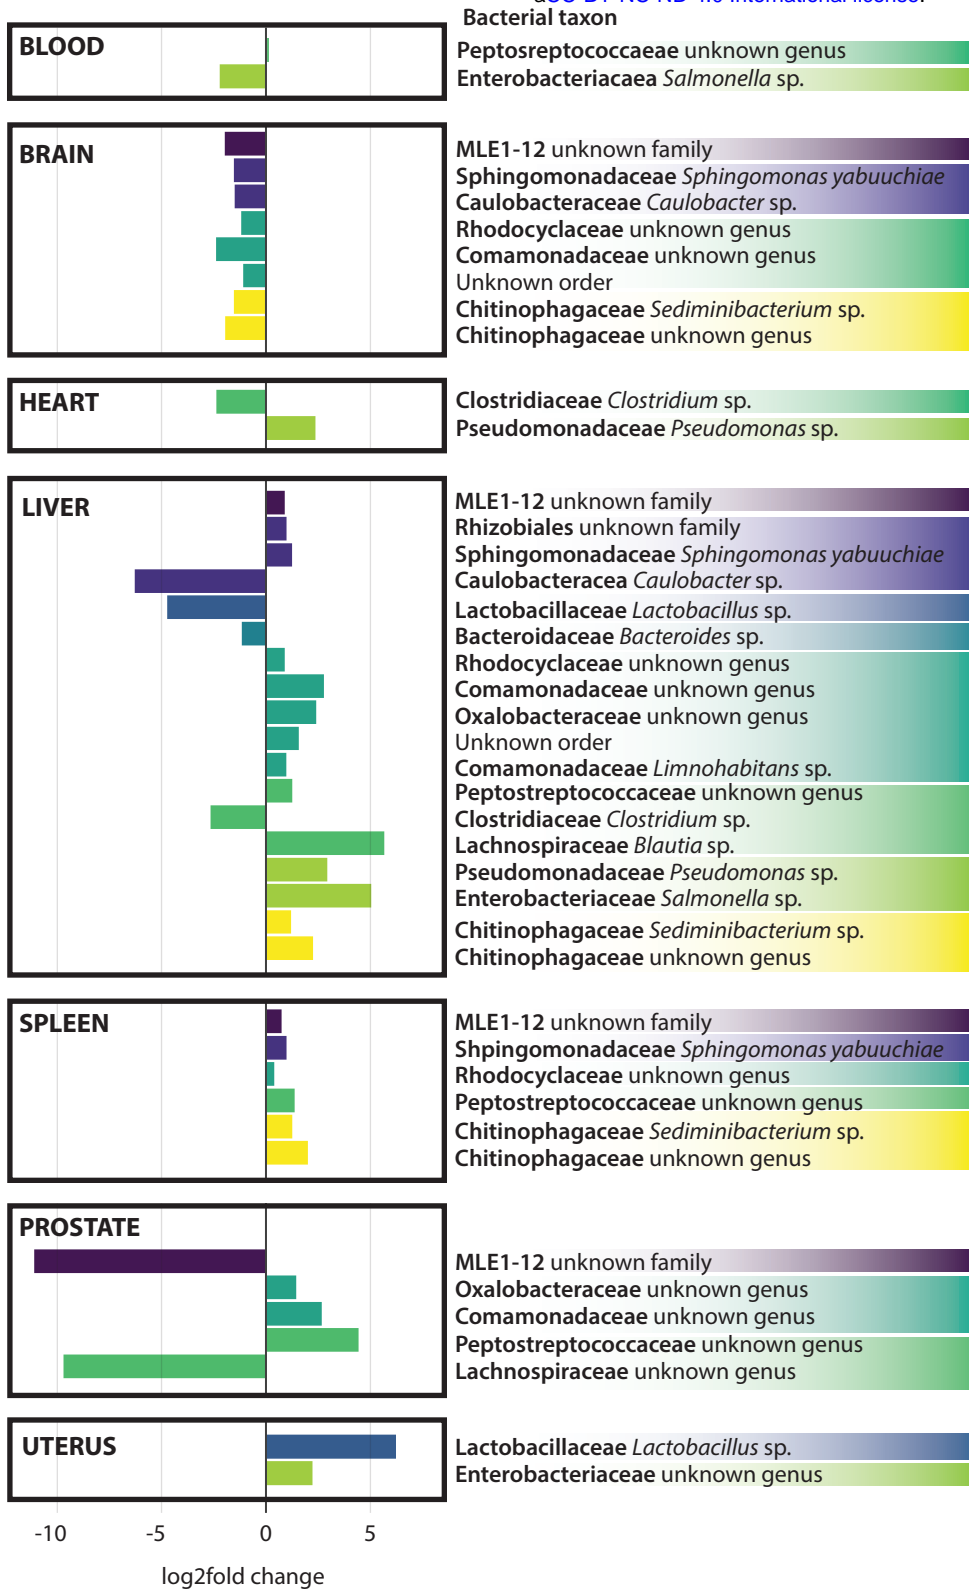 Bacterial taxon
BLOOD
Peptosreptococcaeae unknown genus
Enterobacteriacaea Salmonella sp.
BRAIN
MLE1-12 unknown family
Sphingomonadaceae Sphingomonas yabuuchiae
Caulobacteraceae Caulobacter sp.
Rhodocyclaceae unknown genus
Comamonadaceae unknown genus
Unknown order
Chitinophagaceae Sediminibacterium sp.
Chitinophagaceae unknown genus
HEART
Clostridiaceae Clostridium sp.
Pseudomonadaceae Pseudomonas sp.
LIVER
MLE1-12 unknown family
Rhizobiales unknown family
Sphingomonadaceae Sphingomonas yabuuchiae
Caulobacteracea Caulobacter sp.
Lactobacillaceae Lactobacillus sp.
Bacteroidaceae Bacteroides sp.
Rhodocyclaceae unknown genus
Comamonadaceae unknown genus
Oxalobacteraceae unknown genus
Unknown order
Comamonadaceae Limnohabitans sp.
Peptostreptococcaceae unknown genus
Clostridiaceae Clostridium sp.
Lachnospiraceae Blautia sp.
Pseudomonadaceae Pseudomonas sp.
Enterobacteriaceae Salmonella sp.
Chitinophagaceae Sediminibacterium sp.
Chitinophagaceae unknown genus
SPLEEN
MLE1-12 unknown family
Shpingomonadaceae Sphingomonas yabuuchiae
Rhodocyclaceae unknown genus
Peptostreptococcaceae unknown genus
Chitinophagaceae Sediminibacterium sp.
Chitinophagaceae unknown genus
PROSTATE
MLE1-12 unknown family
Oxalobacteraceae unknown genus
Comamonadaceae unknown genus
Peptostreptococcaceae unknown genus
Lachnospiraceae unknown genus
UTERUS
Lactobacillaceae Lactobacillus sp.
Enterobacteriaceae unknown genus
-10 -5 0 5
log2fold change